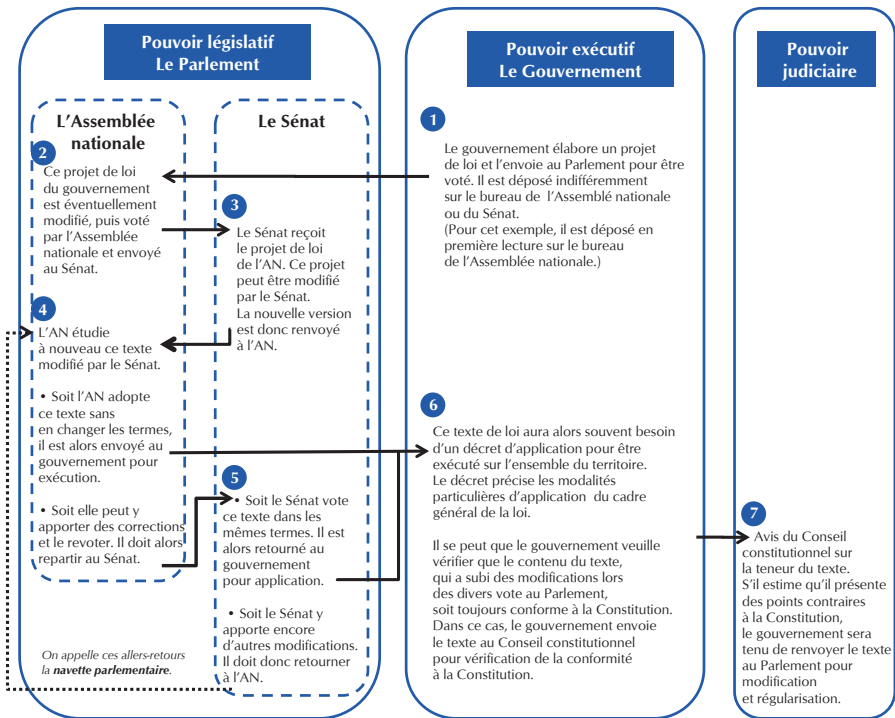 Pouvoir législatif
Le Parlement
L'Assemblée
nationale
2
Ce projet de loi
du gouvernement
est éventuellement
modifié, puis voté
par l'Assemblée
nationale et envoyé
au Sénat.
4
L'AN étudie
à nouveau ce texte
modifié par le Sénat.
• Soit l'AN adopte
ce texte sans
en changer les termes,
il est alors envoyé au
gouvernement pour
exécution.
• Soit elle peut y
apporter des corrections
et le revoter. Il doit alors
repartir au Sénat.
On appelle ces allers-retours
la navette parlementaire.
Le Sénat
3
Le Sénat reçoit
le projet de loi
de l'AN. Ce projet
peut être modifié
par le Sénat.
La nouvelle version
est donc renvoyé
à l'AN.
5
• Soit le Sénat vote
ce texte dans les
mêmes termes. Il est
alors retourné au
gouvernement
pour application.
• Soit le Sénat y
apporte encore
d'autres modifications.
Il doit donc retourner
à l'AN.
Pouvoir exécutif
Le Gouvernement
1
Le gouvernement élabore un projet
de loi et l'envoie au Parlement pour être
voté. Il est déposé indifféremment
sur le bureau de l'Assemblé nationale
ou du Sénat.
(Pour cet exemple, il est déposé en
première lecture sur le bureau
de l'Assemblée nationale.)
6
Ce texte de loi aura alors souvent besoin
d'un décret d'application pour être
exécuté sur l'ensemble du territoire.
Le décret précise les modalités
particulières d'application du cadre
général de la loi.
Il se peut que le gouvernement veuille
vérifier que le contenu du texte,
qui a subi des modifications lors
des divers vote au Parlement,
soit toujours conforme à la Constitution.
Dans ce cas, le gouvernement envoie
le texte au Conseil constitutionnel
pour vérification de la conformité
à la Constitution.
Pouvoir
judiciaire
7
Avis du Conseil
constitutionnel sur
la teneur du texte.
S'il estime qu'il présente
des points contraires
à la Constitution,
le gouvernement sera
tenu de renvoyer le texte
au Parlement pour
modification
et régularisation.